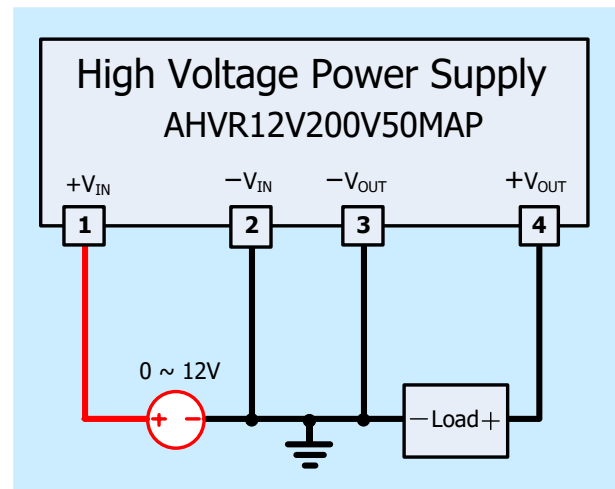 High Voltage Power Supply
AHVR12V200V50MAP
+VIN −VIN −VOUT +VOUT
1 2 3 4
0 ~ 12V
+ −
−Load+